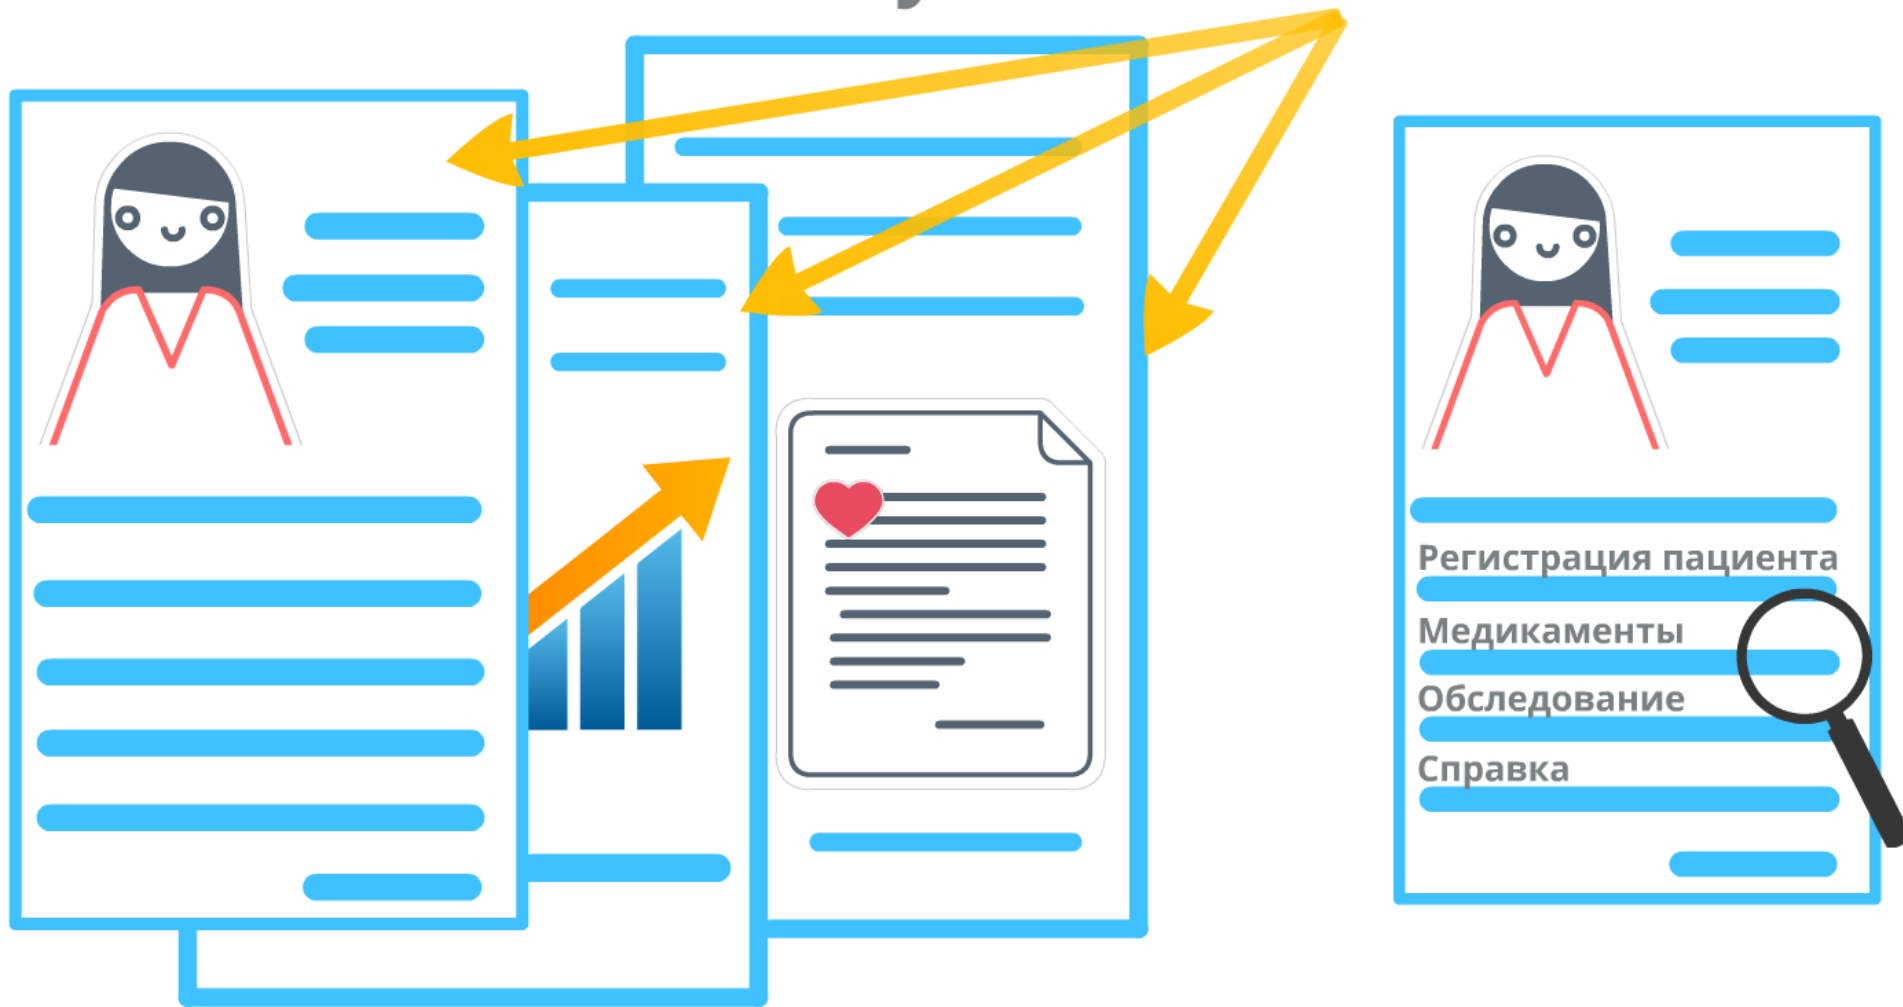 Регистрация пациента
Медикаменты
Обследование
Справка